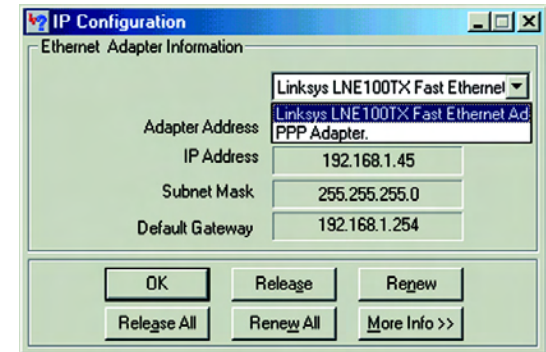 IP Configuration
Ethernet Adapter Information
Linksys LNE100TX Fast Ethernet
Linksys LNE100TX Fast Ethernet Ad
Adapter Address
PPP Adapter.
IP Address 192.168.1.45
Subnet Mask 255.255.255.0
Default Gateway 192.168.1.254
OK Release Renew
Release All Renew All More Info >>